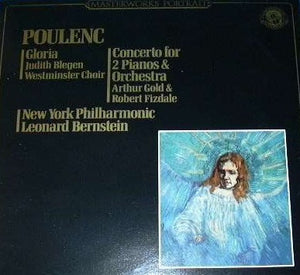 MASTERWORKS PORTRAIT
POULENC
Gloria
Judith Blegen
Westminster Choir
Concerto for
2 Pianos &
Orchestra
Arthur Gold &
Robert Fizdale
New York Philharmonic
Leonard Bernstein